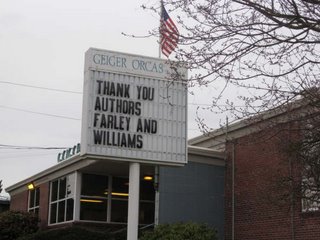 GEIGER ORCAS
THANK YOU
AUTHORS
FARLEY AND
WILLIAMS